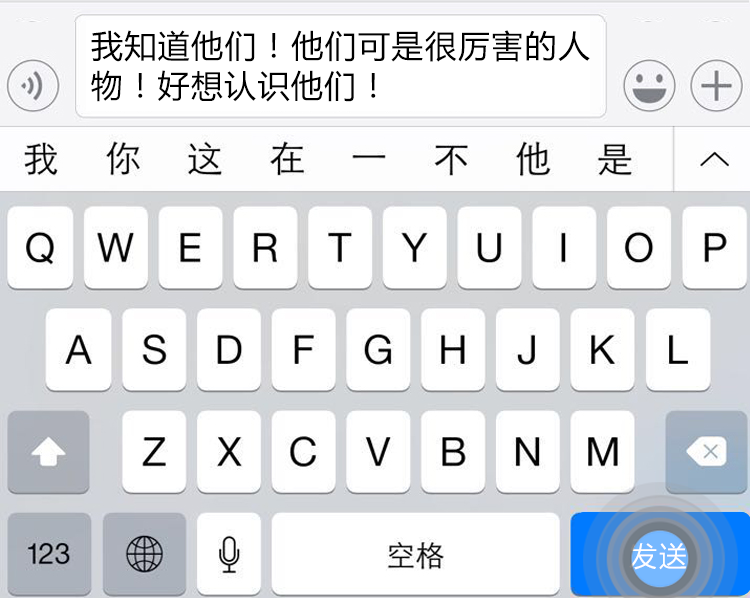 我知道他们！他们可是很厉害的人
物！好想认识他们！
我 你 这 在 一 不 他 是
Q W E R T Y U I O P
A S D F G H J K L
Z X C V B N M
123 空格 发送